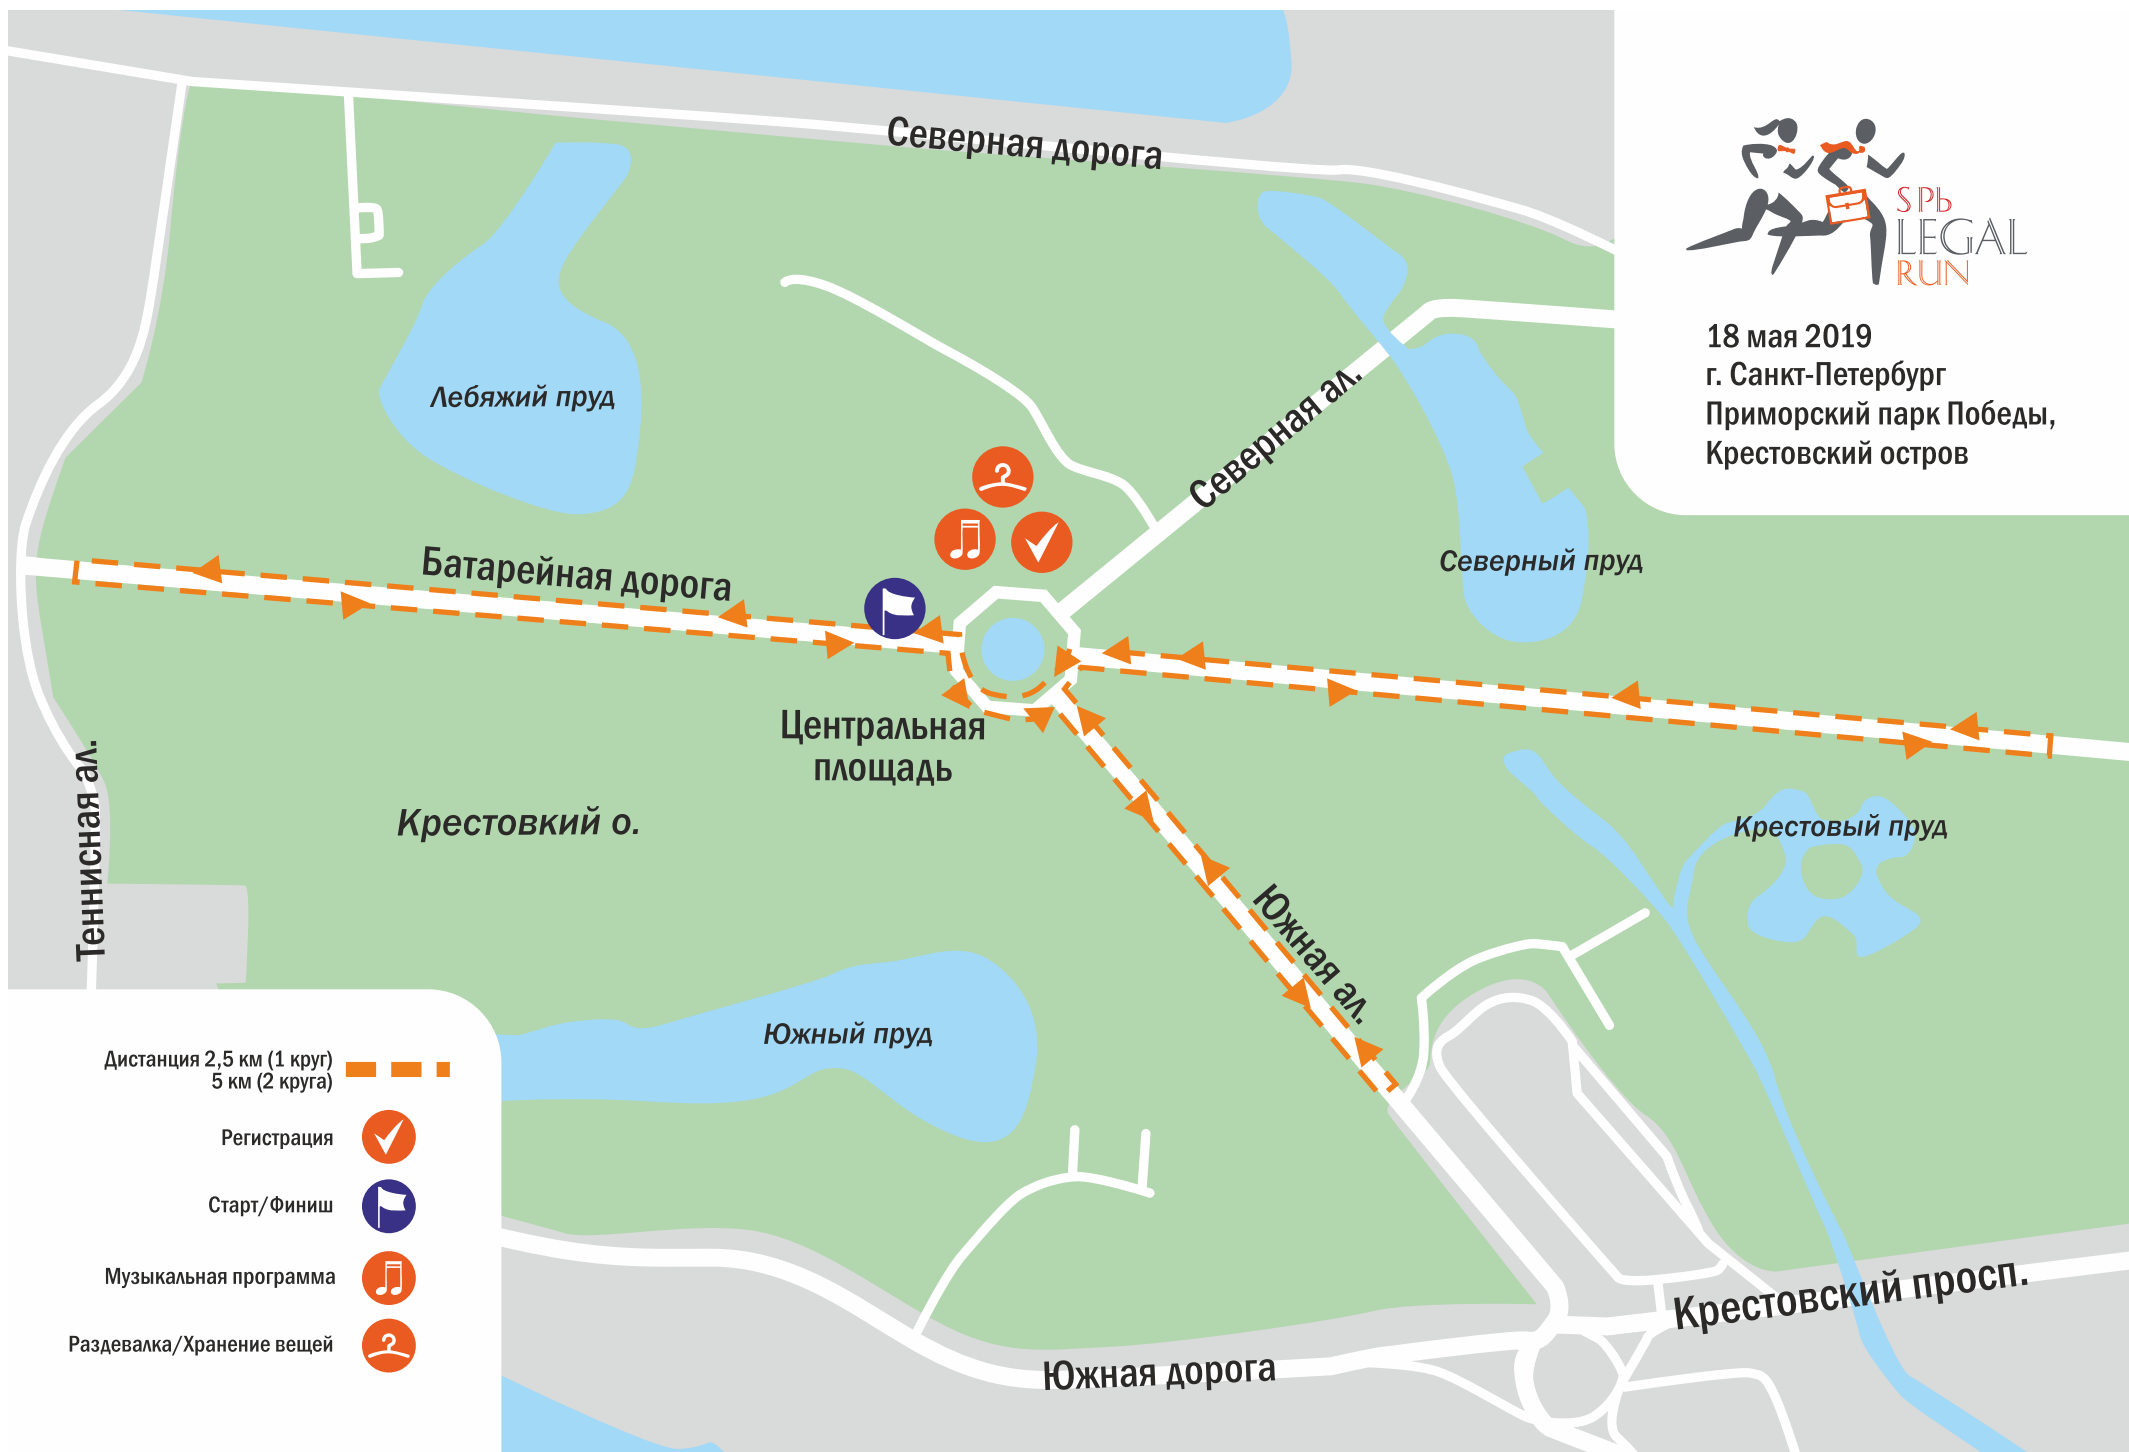 Северная дорога
SPb
LEGAL
RUN
18 мая 2019
г. Санкт-Петербург
Приморский парк Победы,
Крестовский остров
Лебяжий пруд
Северная ал.
Батарейная дорога
Северный пруд
Центральная
площадь
Теннисная ал.
Крестовкий о.
Крестовый пруд
Южная ал.
Южный пруд
Дистанция 2,5 км (1 круг)
5 км (2 круга)
Регистрация
Старт/Финиш
Музыкальная программа
Раздевалка/Хранение вещей
Крестовский просп.
Южная дорога